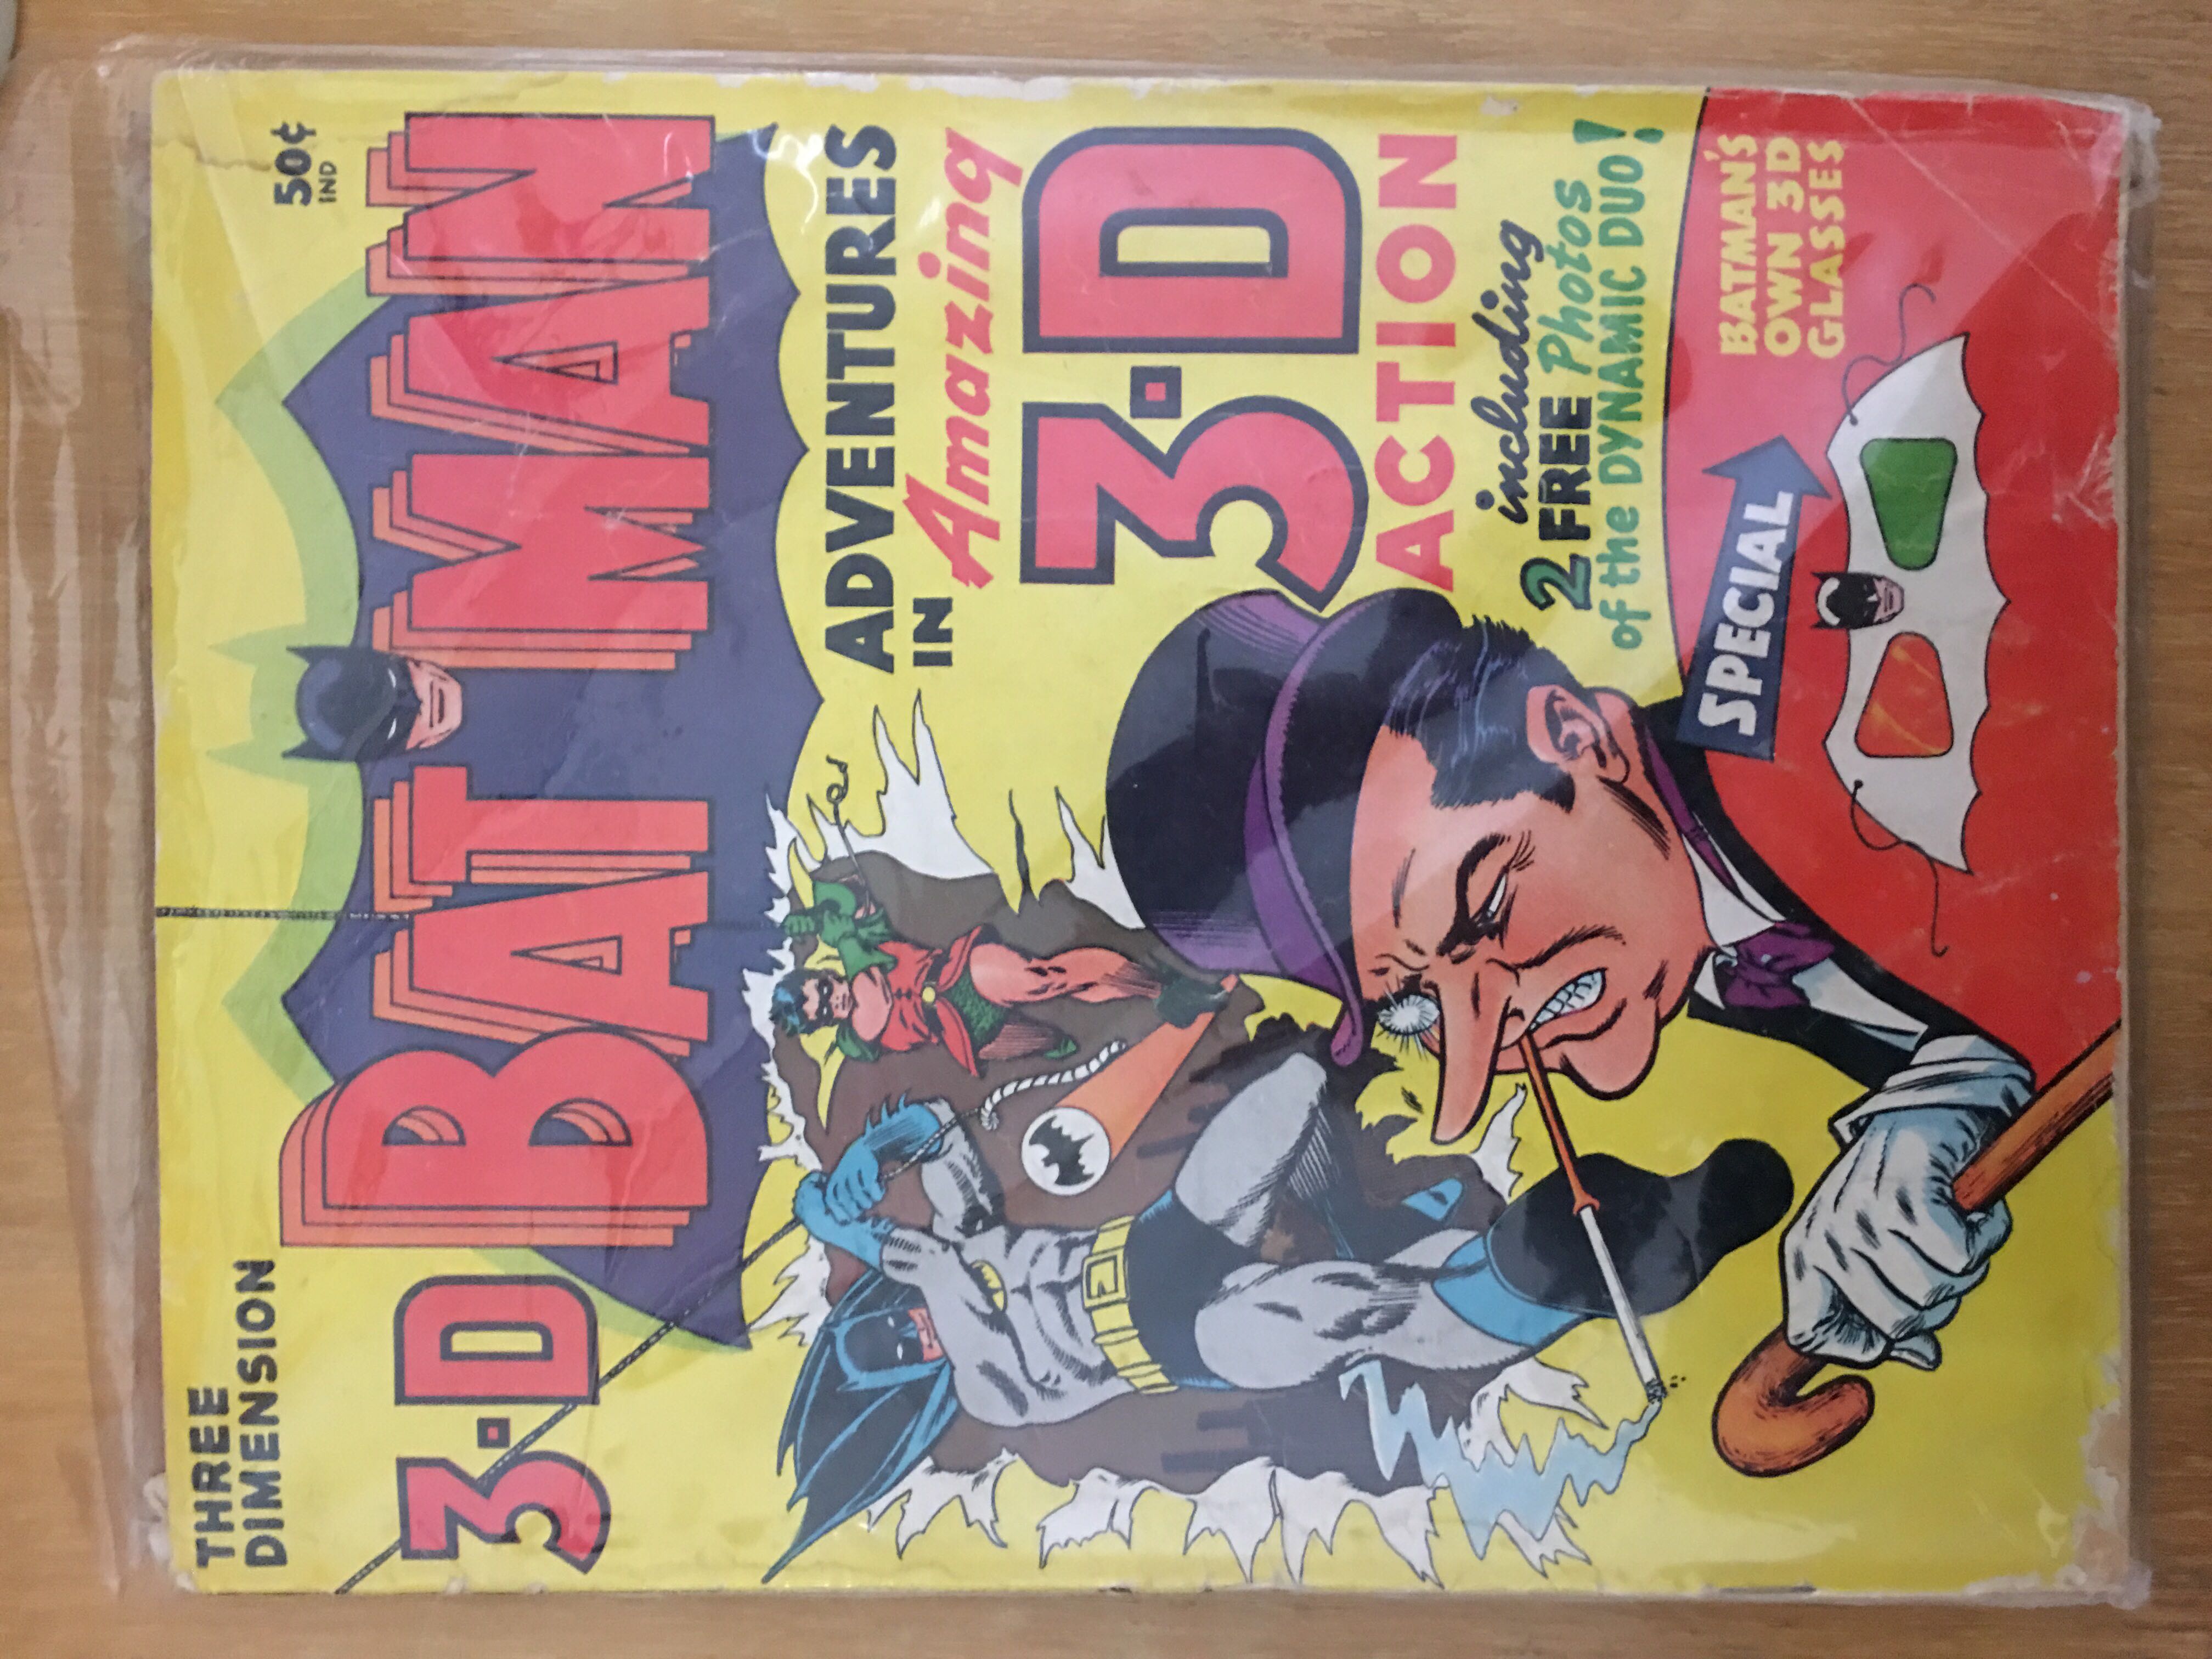 THREE
DIMENSION
50¢
IND
3-D BATMAN
ADVENTURES
IN Amazing
3-D
ACTION
including
2 FREE Photos
of the DYNAMIC DUO!
SPECIAL
BATMAN'S
OWN 3D
GLASSES